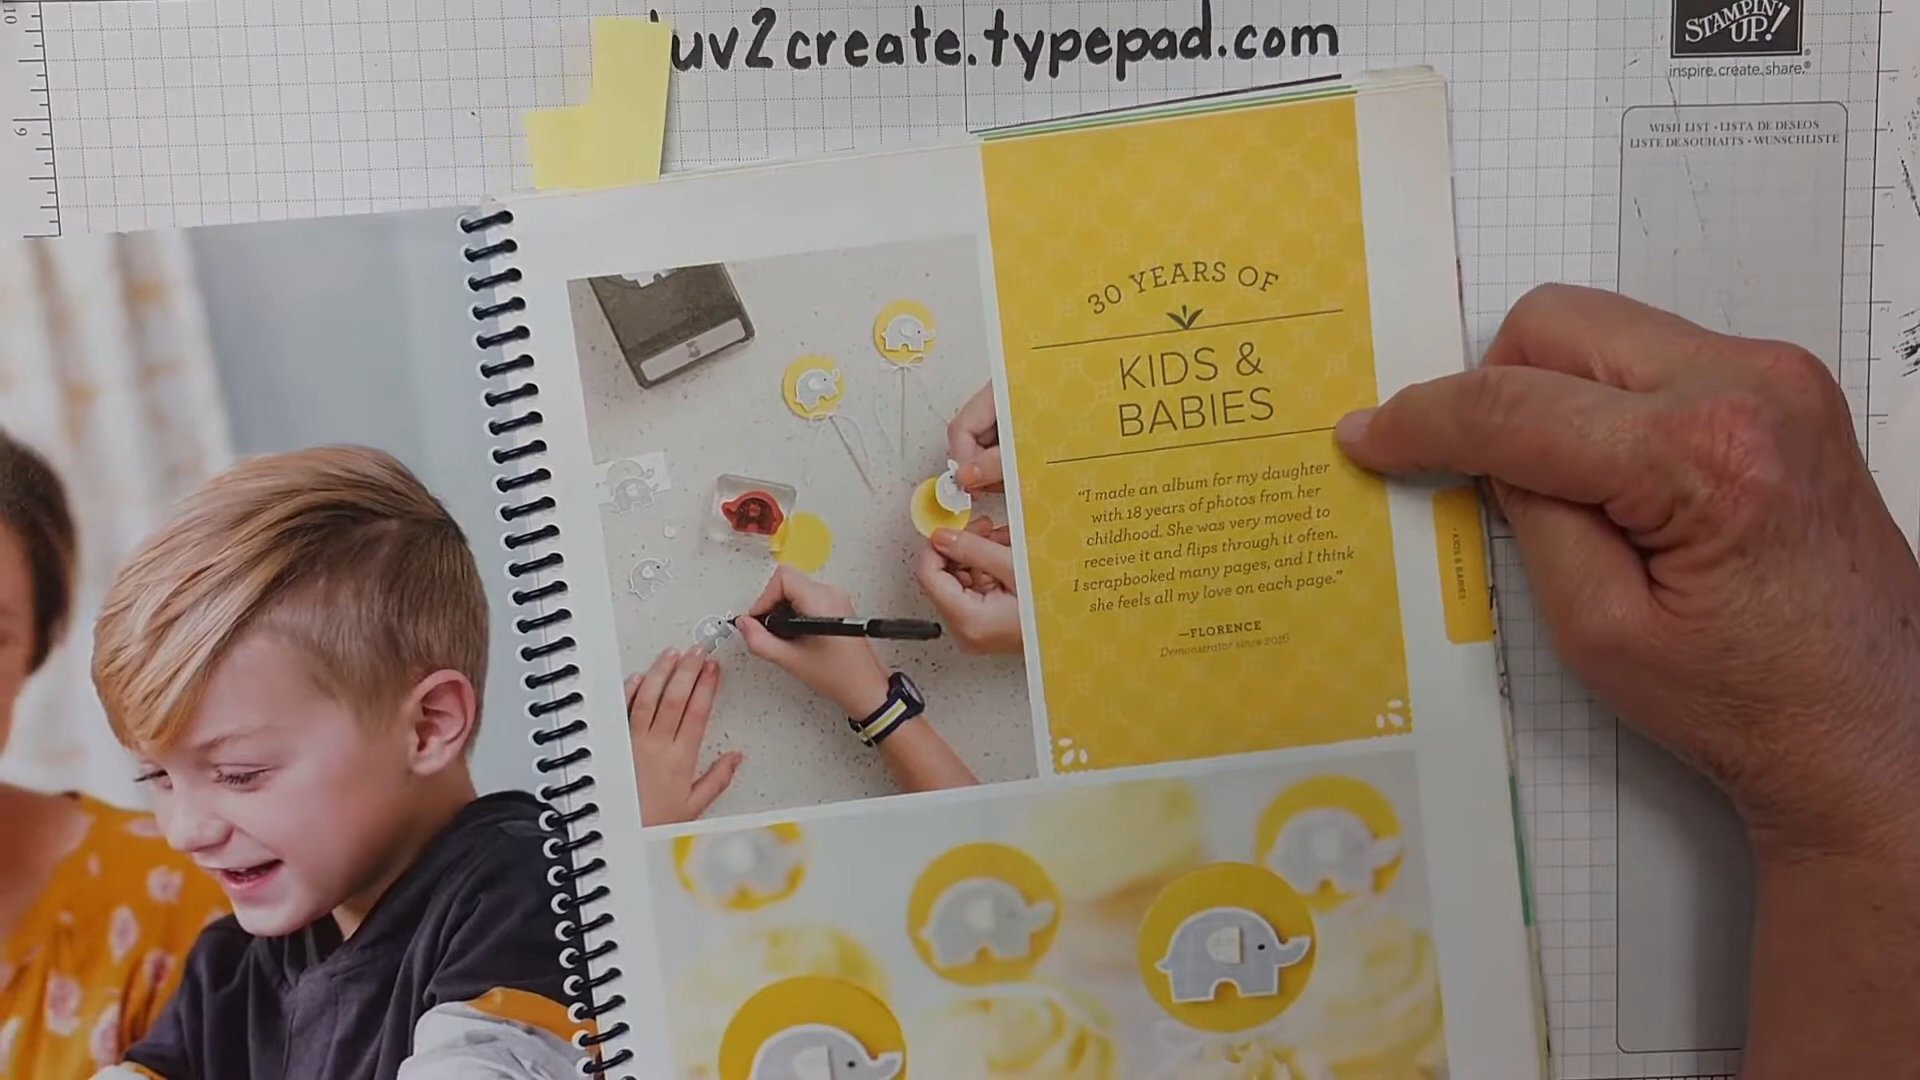 uv2create.typepad.com
STAMPIN' UP!®
inspire.create.share.®
WISH LIST • LISTA DE DESEOS
LISTE DE SOUHAITS • WUNSCHLISTE
30 YEARS OF
KIDS &
BABIES
“I made an album for my daughter
with 18 years of photos from her
childhood. She was very moved to
receive it and flips through it often.
I scrapbooked many pages, and I think
she feels all my love on each page.”
—FLORENCE
Demonstrator since 2016
• KIDS & BABIES •
10
9